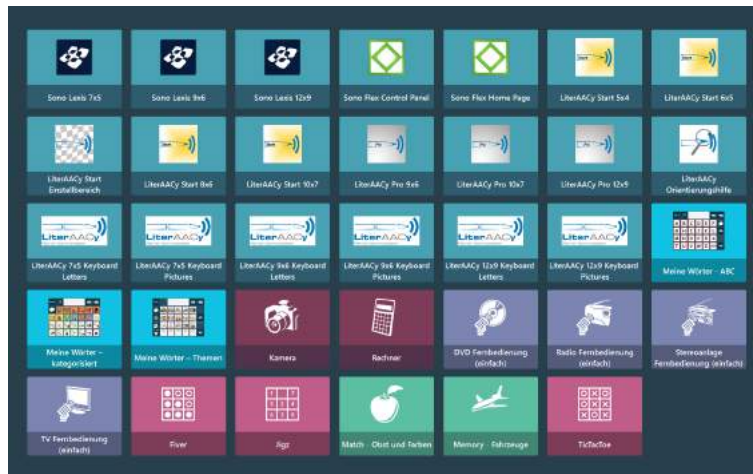 Sono Lexis 7x5
Sono Lexis 9x6
Sono Lexis 12x9
Sono Flex Control Panel
Sono Flex Home Page
LiterAACy Start 5x4
LiterAACy Start 6x5
LiterAACy Start
Einstellbereich
LiterAACy Start 8x6
LiterAACy Start 10x7
LiterAACy Pro 9x6
LiterAACy Pro 10x7
LiterAACy Pro 12x9
LiterAACy
Orientierungshilfe
LiterAACy
LiterAACy 7x5 Keyboard
Letters
LiterAACy
LiterAACy 7x5 Keyboard
Pictures
LiterAACy
LiterAACy 9x6 Keyboard
Letters
LiterAACy
LiterAACy 9x6 Keyboard
Pictures
LiterAACy
LiterAACy 12x9 Keyboard
Letters
LiterAACy
LiterAACy 12x9 Keyboard
Pictures
Meine Wörter - ABC
Meine Wörter –
kategorisiert
Meine Wörter – Themen
Kamera
Rechner
DVD Fernbedienung
(einfach)
Radio Fernbedienung
(einfach)
Stereoanlage
Fernbedienung (einfach)
TV Fernbedienung
(einfach)
Fiver
Jigz
Match - Obst und Farben
Memory - Fahrzeuge
TicTacToe